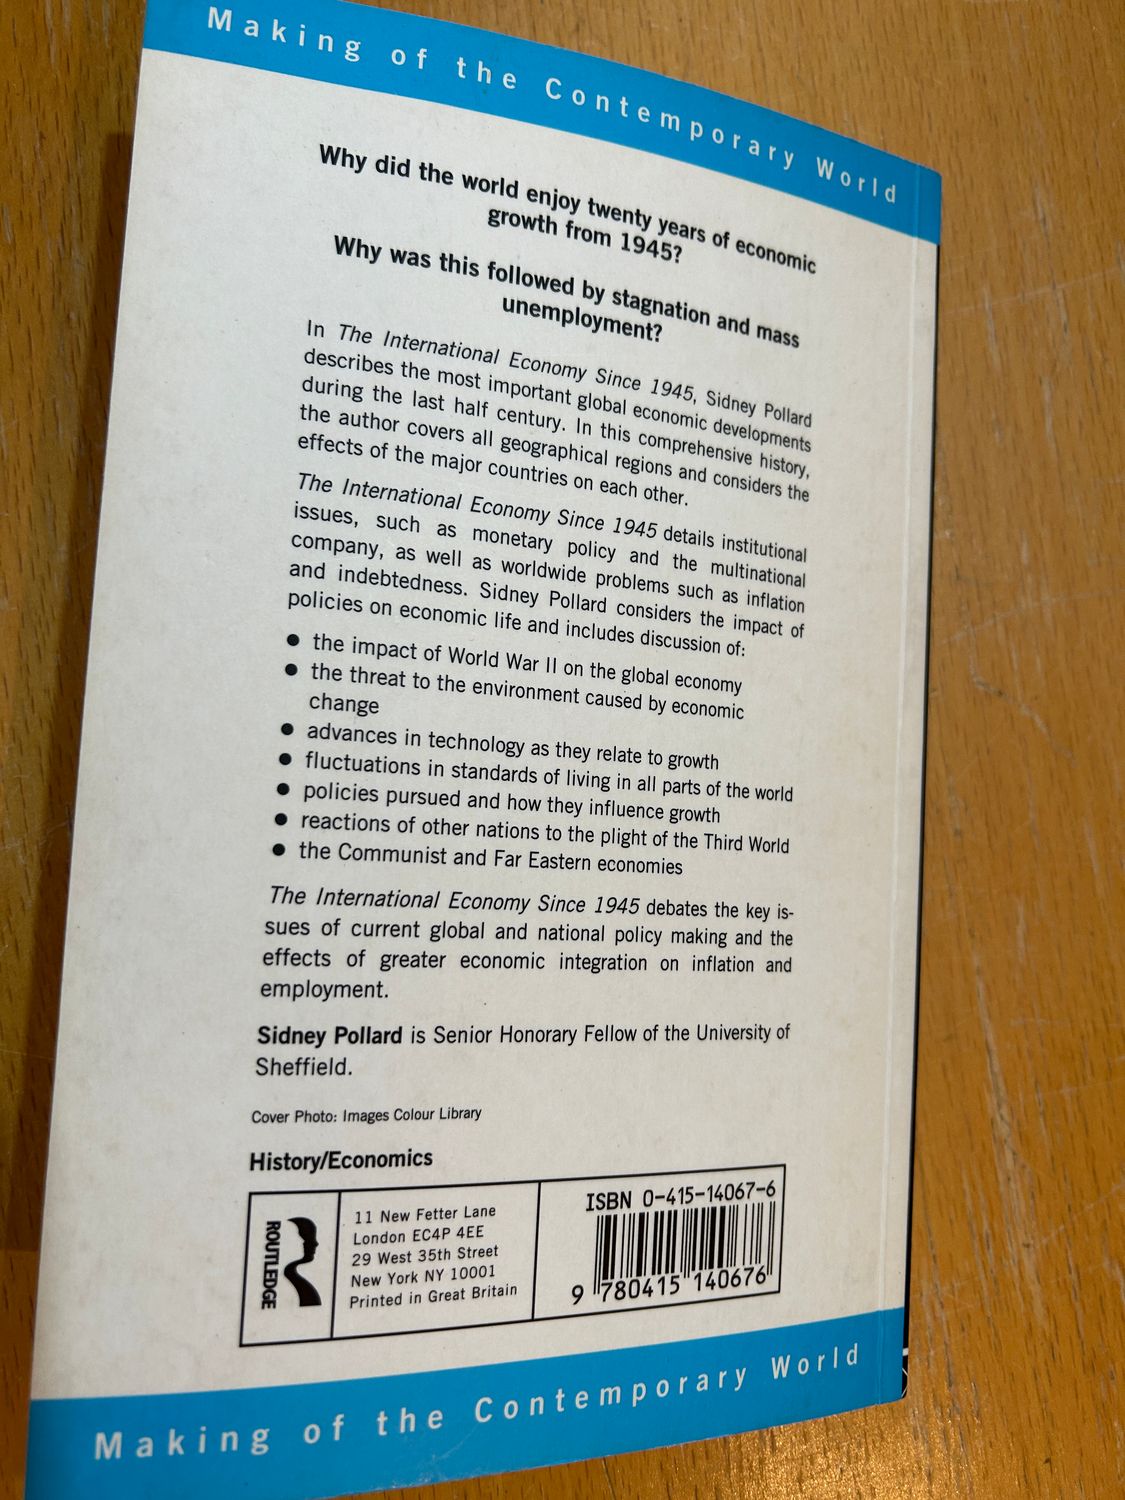 Making of the Contemporary World
Why did the world enjoy twenty years of economic
growth from 1945?
Why was this followed by stagnation and mass
unemployment?
In The International Economy Since 1945, Sidney Pollard
describes the most important global economic developments
during the last half century. In this comprehensive history,
the author covers all geographical regions and considers the
effects of the major countries on each other.
The International Economy Since 1945 details institutional
issues, such as monetary policy and the multinational
company, as well as worldwide problems such as inflation
and indebtedness. Sidney Pollard considers the impact of
policies on economic life and includes discussion of:
● the impact of World War II on the global economy
● the threat to the environment caused by economic
change
● advances in technology as they relate to growth
● fluctuations in standards of living in all parts of the world
● policies pursued and how they influence growth
● reactions of other nations to the plight of the Third World
● the Communist and Far Eastern economies
The International Economy Since 1945 debates the key is-
sues of current global and national policy making and the
effects of greater economic integration on inflation and
employment.
Sidney Pollard is Senior Honorary Fellow of the University of
Sheffield.
Cover Photo: Images Colour Library
History/Economics
ROUTLEDGE
11 New Fetter Lane
London EC4P 4EE
29 West 35th Street
New York NY 10001
Printed in Great Britain
ISBN 0-415-14067-6
9 780415 140676
Making of the Contemporary World